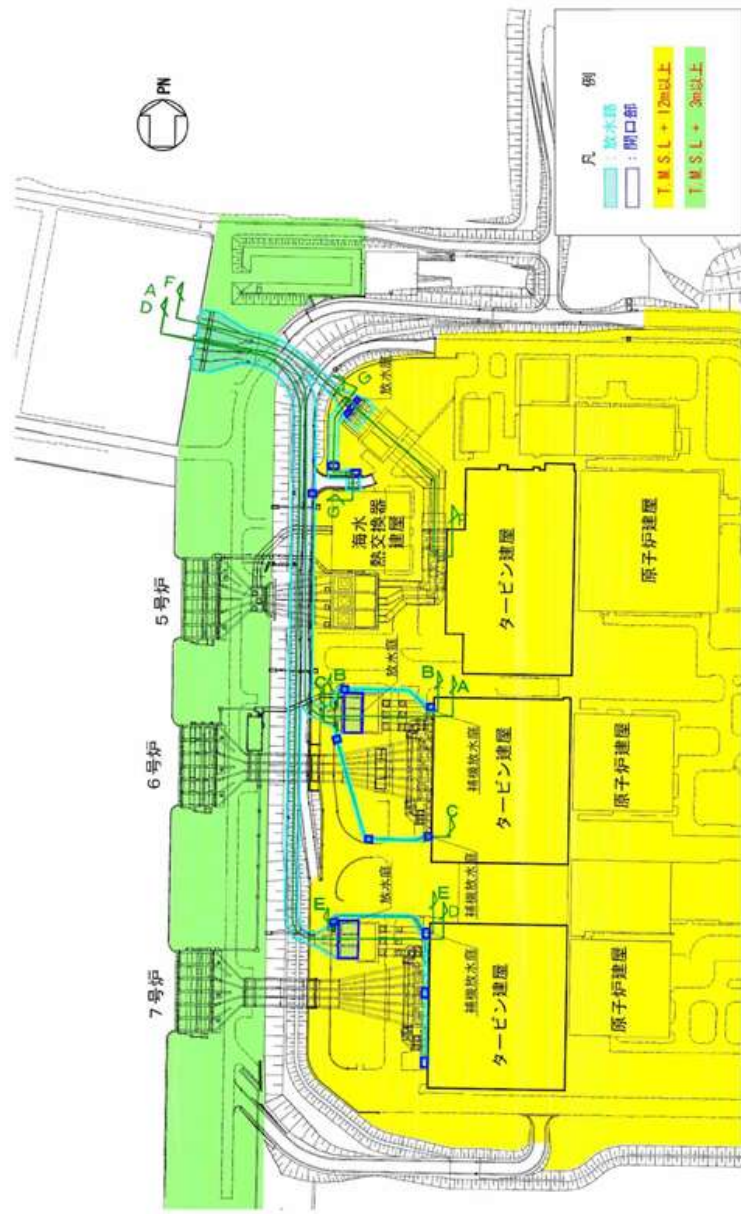 PN
凡 例
：放水路
：開口部
T.M.S.L + 12m以上
T.M.S.L + 3m以上
7号炉
6号炉
5号炉
D
A
F
G
放水庭
G
海水
熱交換器
建屋
F
タービン建屋
原子炉建屋
C
B
放水庭
B
A
補機放水庭
C
補機放水庭
タービン建屋
原子炉建屋
E
放水庭
E
D
補機放水庭
タービン建屋
原子炉建屋